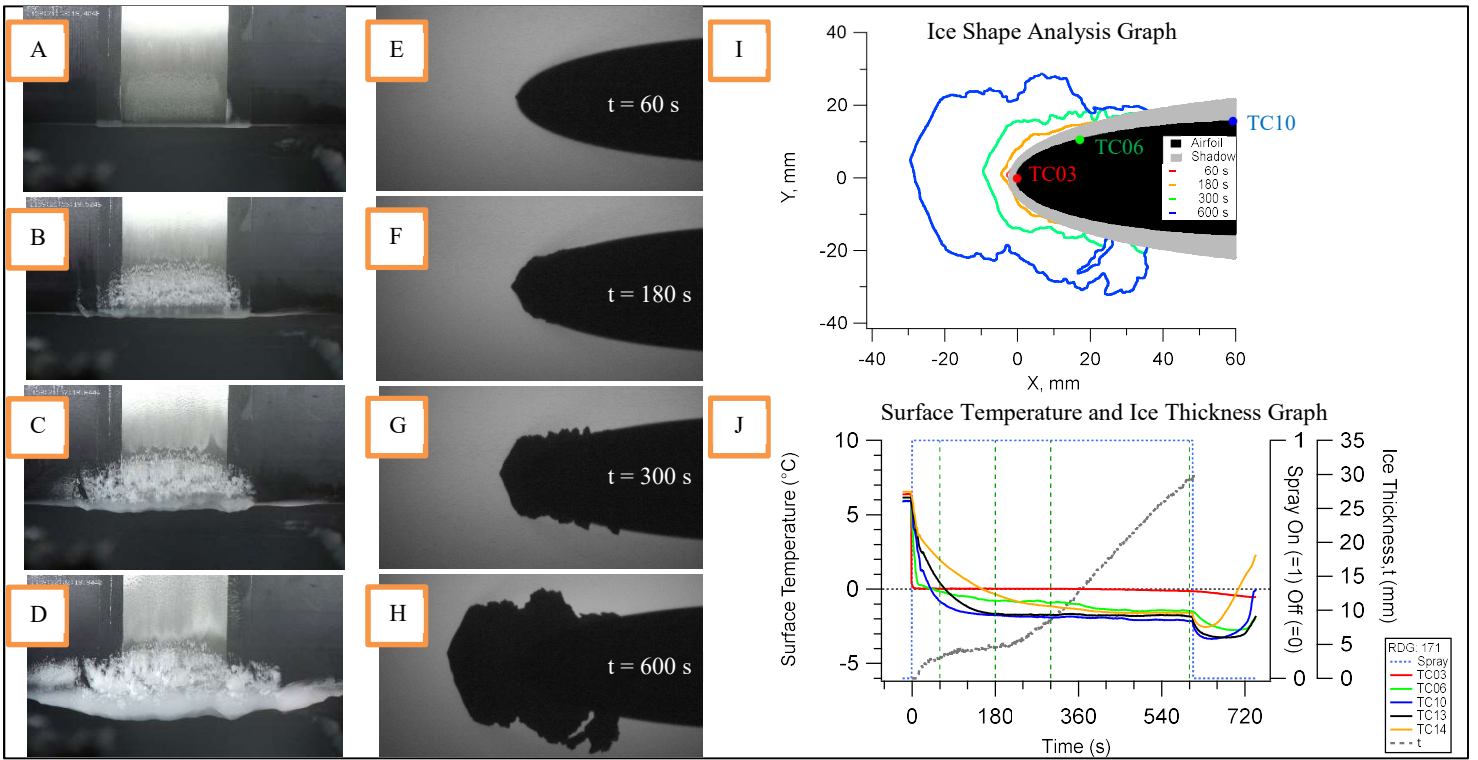 A
B
C
D
E
t = 60 s
F
t = 180 s
G
t = 300 s
H
t = 600 s
I
Ice Shape Analysis Graph
40
20
0
-20
-40
Y, mm
-40
-20
0
20
40
60
X, mm
TC10
TC06
TC03
Airfoil
Shadow
60 s
180 s
300 s
600 s
J
Surface Temperature and Ice Thickness Graph
10
5
0
-5
Surface Temperature (°C)
0
180
360
540
720
Time (s)
1
0
Spray On (=1) Off (=0)
35
30
25
20
15
10
5
0
Ice Thickness,t (mm)
RDG: 171
Spray
TC03
TC06
TC10
TC13
TC14
t